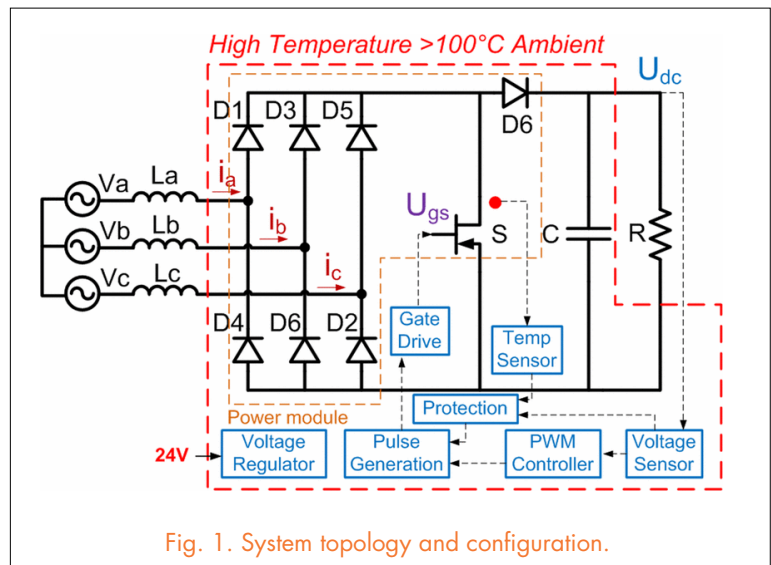 High Temperature >100°C Ambient
Udc
D1 D3 D5
D6
Va La ia
Ugs
Vb Lb ib
S C R
Vc Lc ic
D4 D6 D2
Gate
Drive
Temp
Sensor
Power module
Protection
24V
Voltage
Regulator
Pulse
Generation
PWM
Controller
Voltage
Sensor
Fig. 1. System topology and configuration.